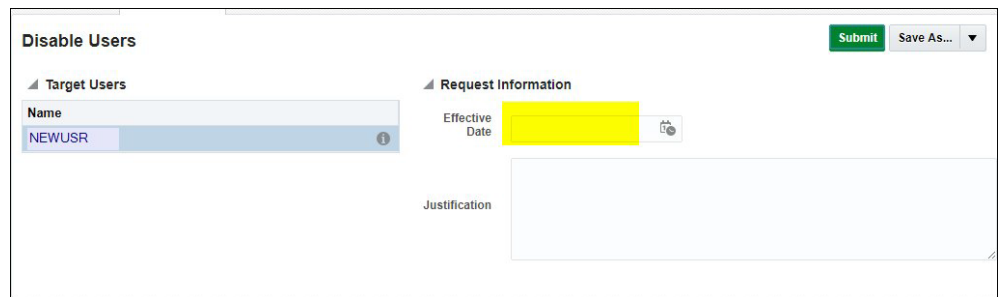 Disable Users
Submit
Save As...
Target Users
Name
NEWUSR
Request Information
Effective
Date
Justification